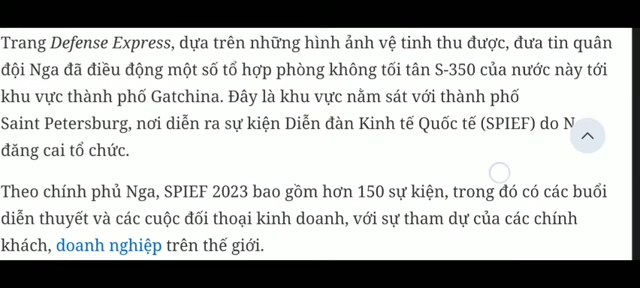 Trang Defense Express, dựa trên những hình ảnh vệ tinh thu được, đưa tin quân
đội Nga đã điều động một số tổ hợp phòng không tối tân S-350 của nước này tới
khu vực thành phố Gatchina. Đây là khu vực nằm sát với thành phố
Saint Petersburg, nơi diễn ra sự kiện Diễn đàn Kinh tế Quốc tế (SPIEF) do
đăng cai tổ chức.
Theo chính phủ Nga, SPIEF 2023 bao gồm hơn 150 sự kiện, trong đó có các buổi
diễn thuyết và các cuộc đối thoại kinh doanh, với sự tham dự của các chính
khách, doanh nghiệp trên thế giới.